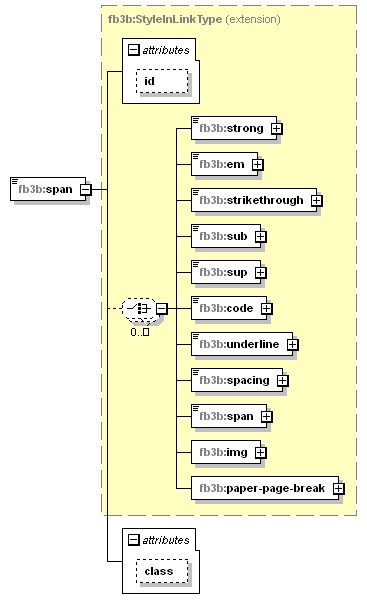 fb3b:StyleInLinkType (extension)
attributes
id
fb3b:strong
fb3b:em
fb3b:span
fb3b:strikethrough
fb3b:sub
fb3b:sup
fb3b:code
0..□
fb3b:underline
fb3b:spacing
fb3b:span
fb3b:img
fb3b:paper-page-break
attributes
class